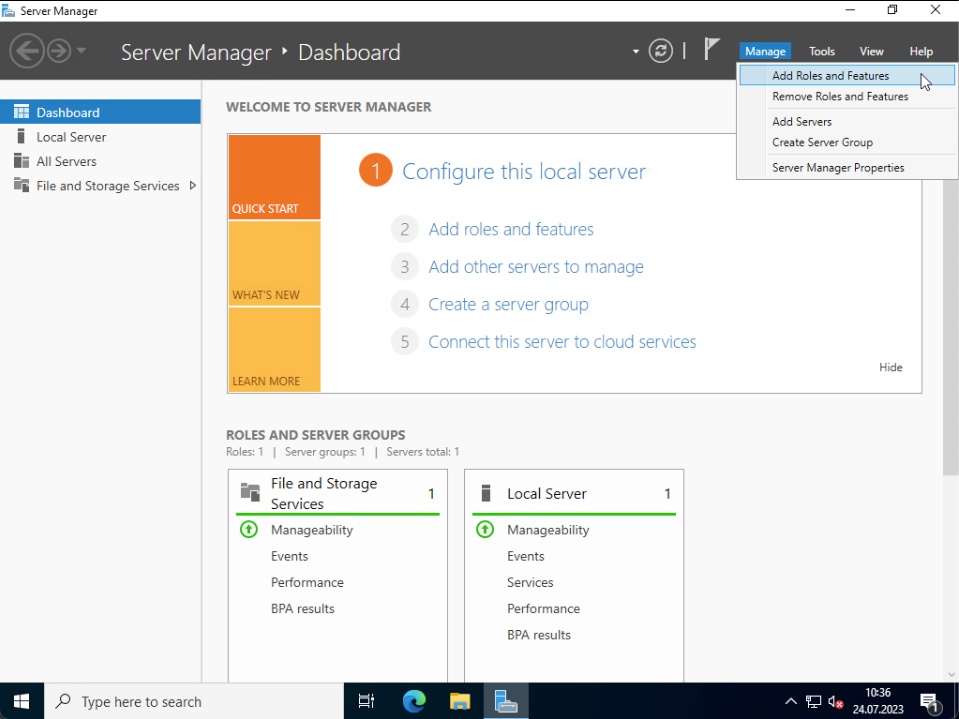 Server Manager
Server Manager ‣ Dashboard
Manage
Tools
View
Help
Add Roles and Features
Remove Roles and Features
Add Servers
Create Server Group
Server Manager Properties
Dashboard
Local Server
All Servers
File and Storage Services
WELCOME TO SERVER MANAGER
QUICK START
WHAT'S NEW
LEARN MORE
1 Configure this local server
2 Add roles and features
3 Add other servers to manage
4 Create a server group
5 Connect this server to cloud services
Hide
ROLES AND SERVER GROUPS
Roles: 1 | Server groups: 1 | Servers total: 1
File and Storage
Services
1
Manageability
Events
Performance
BPA results
Local Server 1
Manageability
Events
Services
Performance
BPA results
Type here to search
10:36
24.07.2023
1